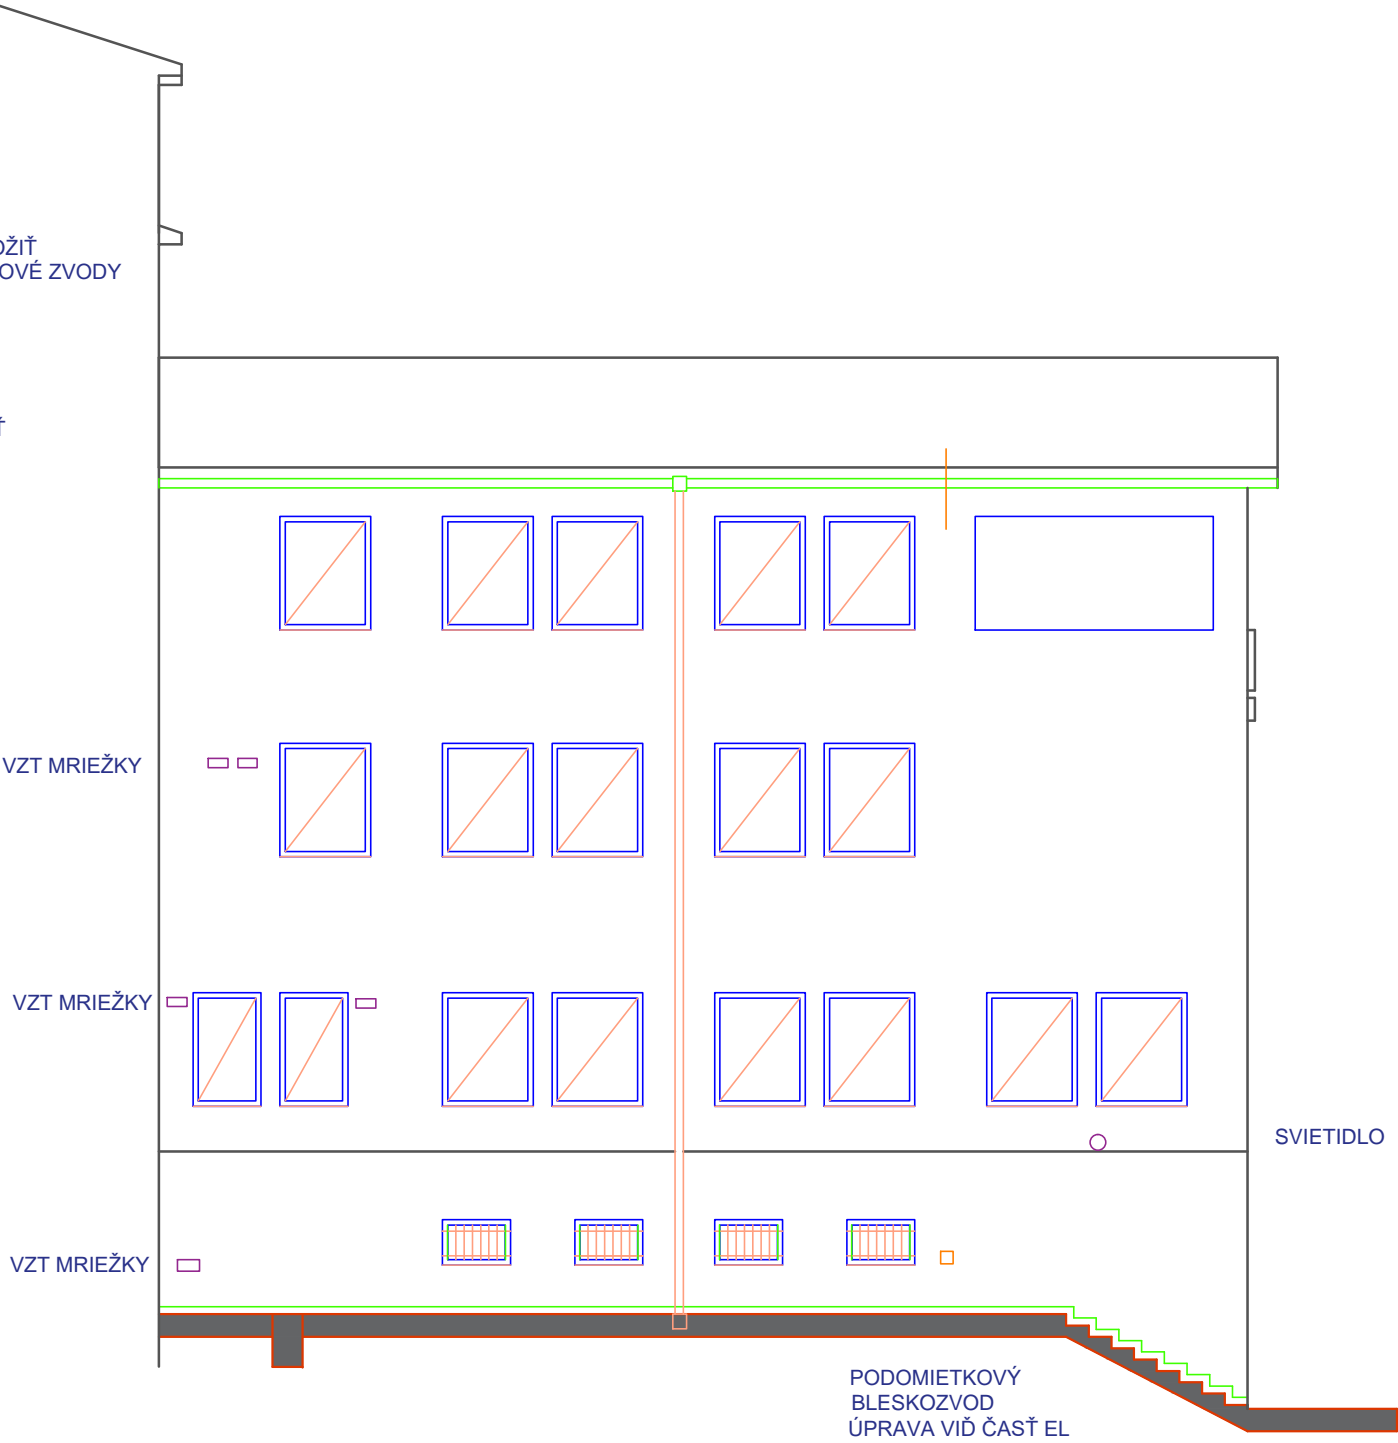 OVÉ ZVODY
VZT MRIEŽKY
VZT MRIEŽKY
SVIETIDLO
VZT MRIEŽKY
PODOMIETKOVÝ
BLESKOZVOD
ÚPRAVA VIĎ ČASŤ EL